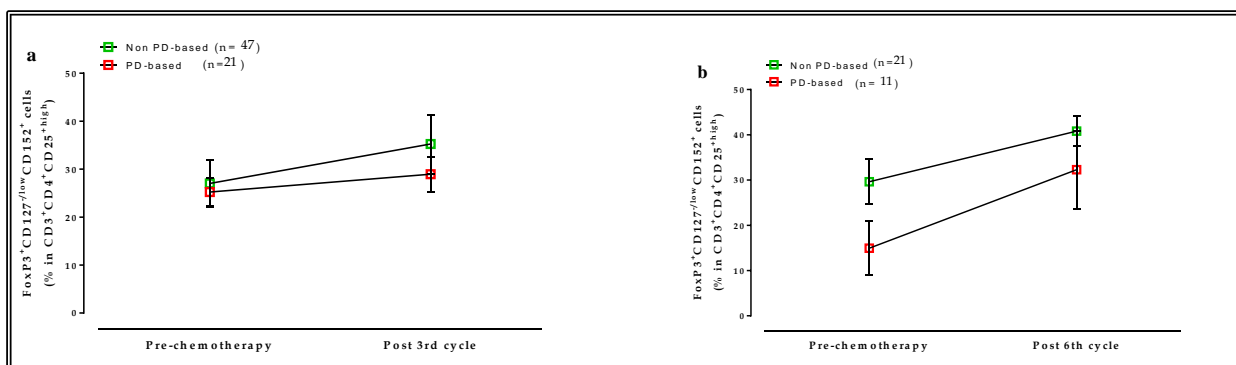 a
Non PD-based (n= 47)
PD-based (n=21)
FoxP3⁺CD127⁻/ˡᵒʷCD152⁺ cells
(% in CD3⁺CD4⁺CD25⁺ʰⁱᵍʰ)
50
40
30
20
10
0
Pre-chemotherapy Post 3rd cycle
b
Non PD-based (n=21)
PD-based (n= 11)
FoxP3⁺CD127⁻/ˡᵒʷCD152⁺ cells
(% in CD3⁺CD4⁺CD25⁺ʰⁱᵍʰ)
50
40
30
20
10
0
Pre-chemotherapy Post 6th cycle